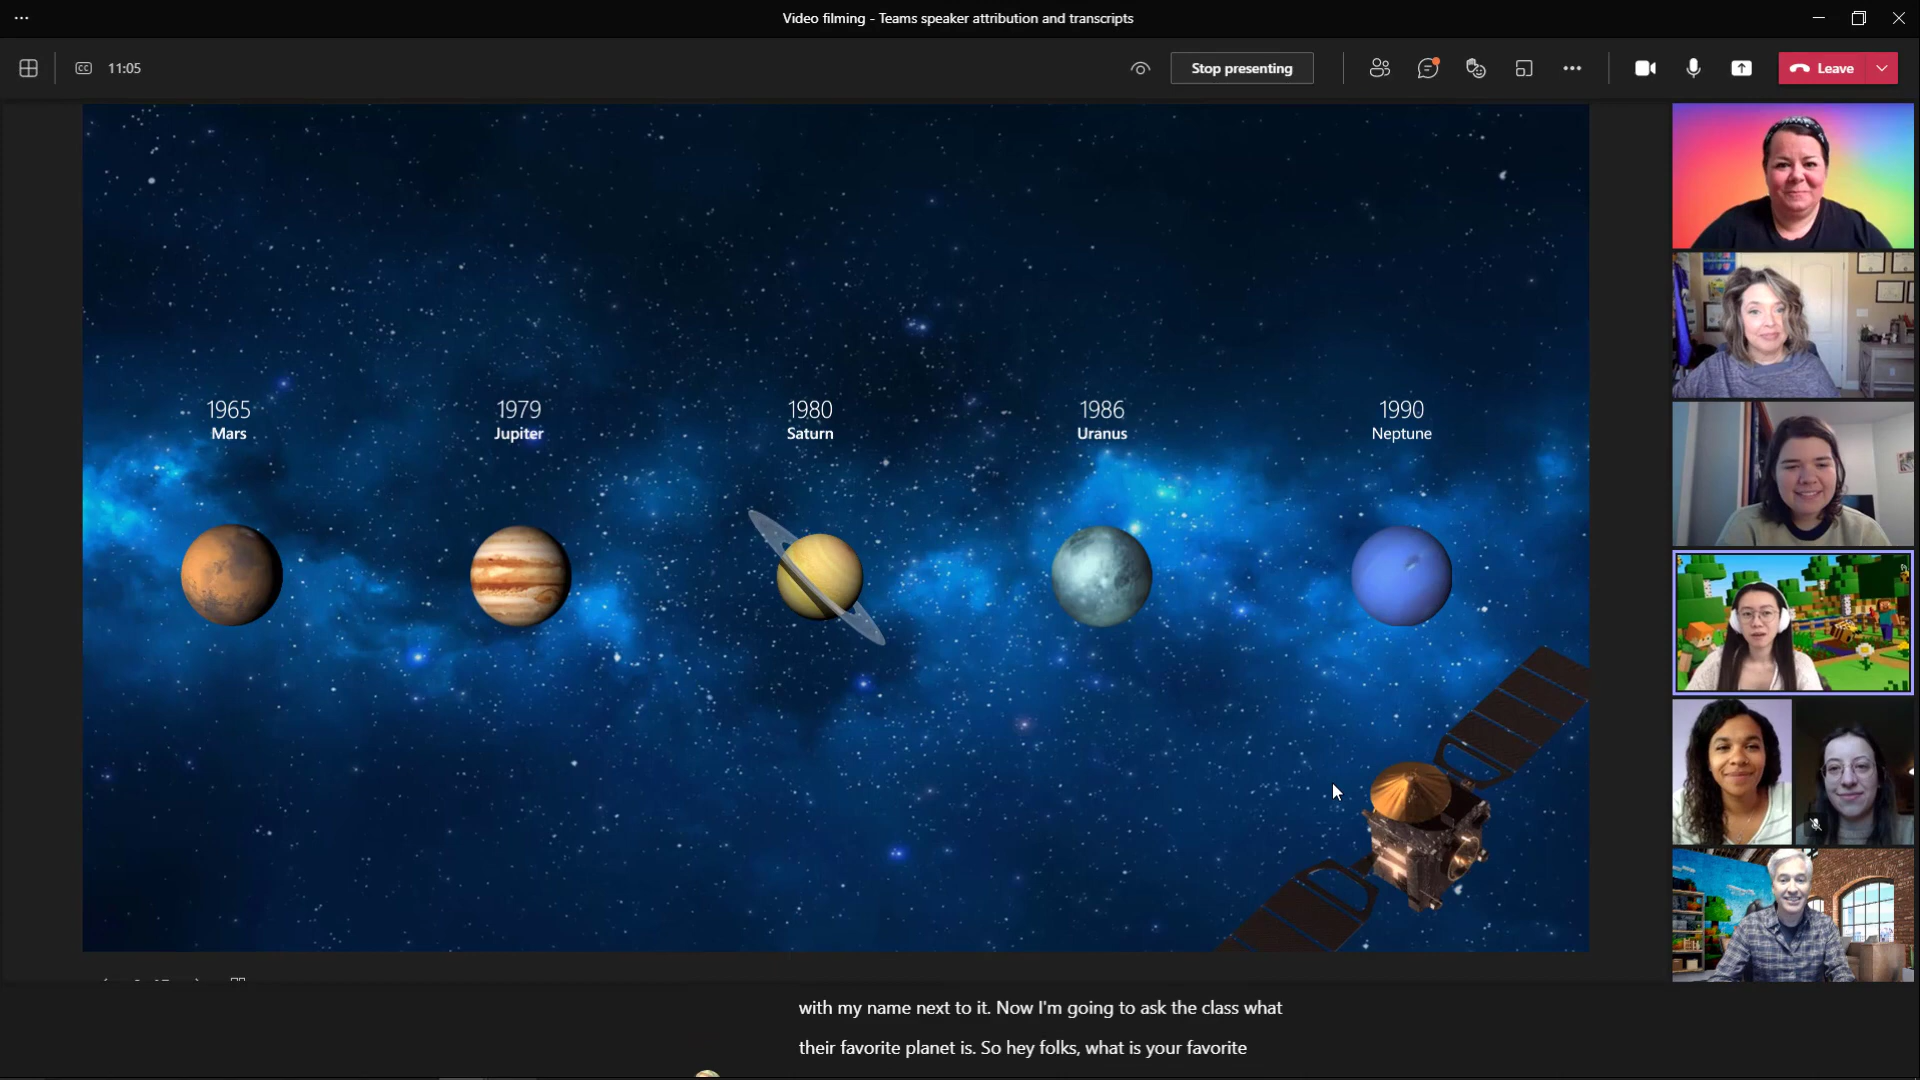 Video filming - Teams speaker attribution and transcripts
CC 11:05
Stop presenting
Leave
1965
Mars
1979
Jupiter
1980
Saturn
1986
Uranus
1990
Neptune
with my name next to it. Now I'm going to ask the class what
their favorite planet is. So hey folks, what is your favorite